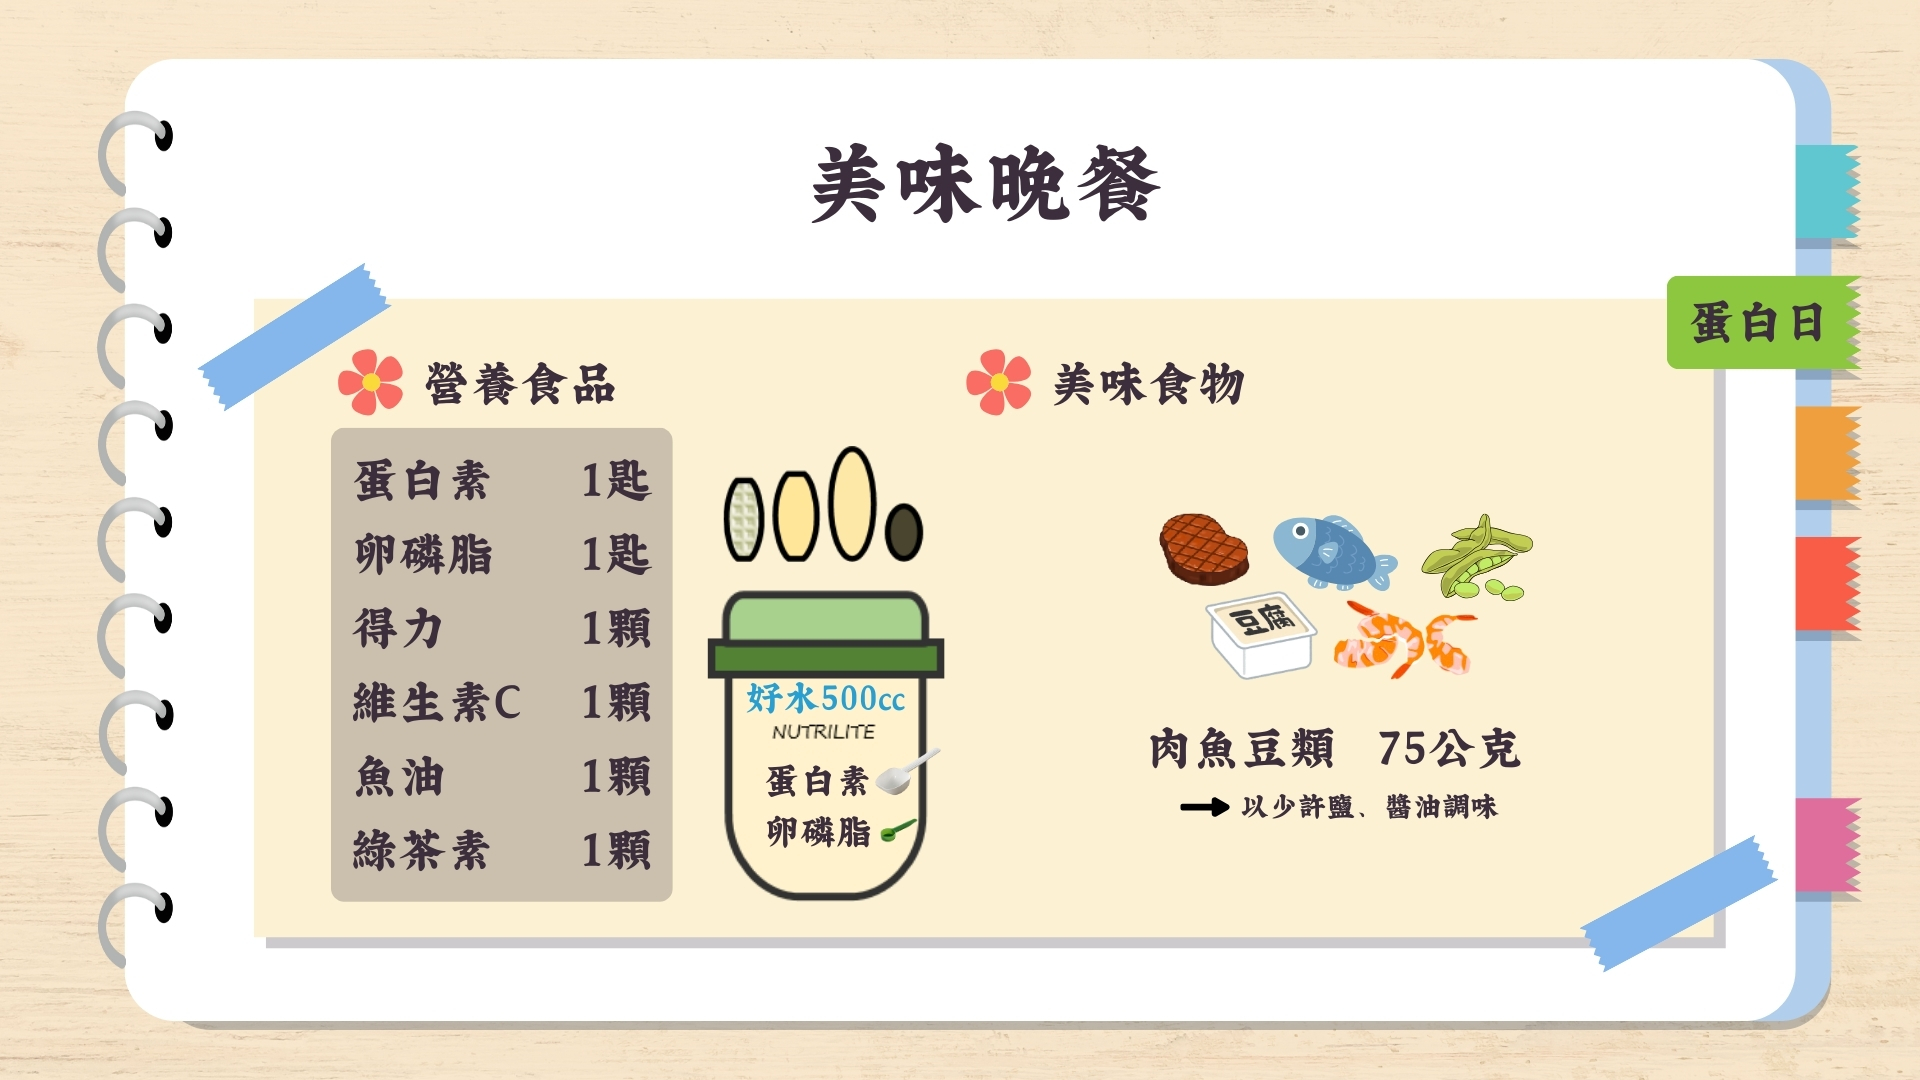 美味晚餐
蛋白日
營養食品
蛋白素 1匙
卵磷脂 1匙
得力 1顆
維生素C 1顆
魚油 1顆
綠茶素 1顆
好水500cc
NUTRILITE
蛋白素
卵磷脂
美味食物
豆腐
肉魚豆類 75公克
以少許鹽、醬油調味